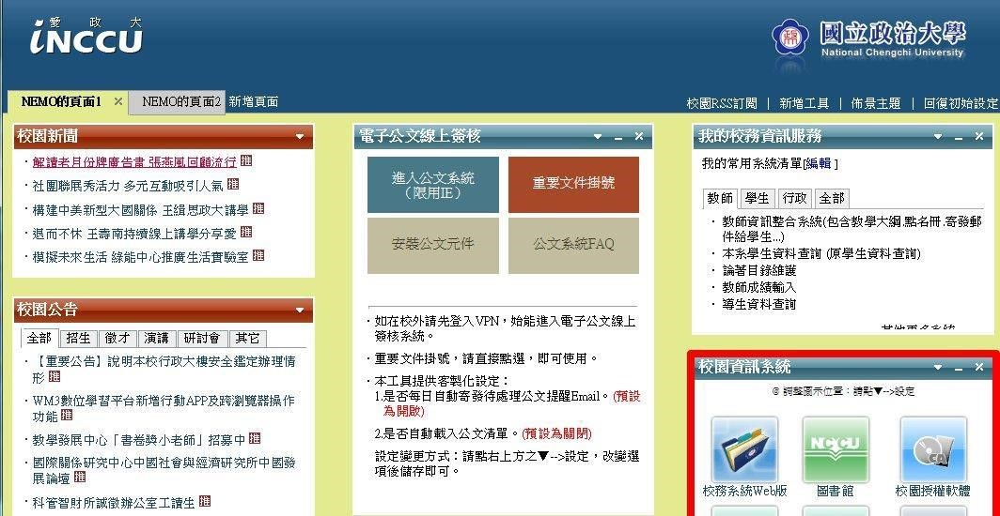 愛政大
iNCCU
國立政治大學
National Chengchi University
NEMO的頁面1
NEMO的頁面2
新增頁面
校園RSS訂閱 | 新增工具 | 佈景主題 | 回復初始設定
校園新聞
解讀老月份牌廣告畫 張燕風回顧流行 推
社團聯展秀活力 多元互動吸引人氣 推
構建中美新型大國關係 王緝思政大講學 推
退而不休 王壽南持續線上講學分享愛 推
模擬未來生活 綠能中心推廣生活實驗室 推
校園公告
全部 招生 徵才 演講 研討會 其它
【重要公告】說明本校行政大樓安全鑑定辦理情
形 推
WM3數位學習平台新增行動APP及跨瀏覽器操作
功能 推
教學發展中心「書卷獎小老師」招募中 推
國際關係研究中心中國社會與經濟研究所中國發
展論壇 推
科管智財所誠徵辦公室工讀生 推
電子公文線上簽核
進入公文系統
（限用IE）
重要文件掛號
安裝公文元件
公文系統FAQ
如在校外請先登入VPN，始能進入電子公文線上
簽核系統。
重要文件掛號，請直接點選，即可使用。
本工具提供客製化設定：
1.是否每日自動寄發待處理公文提醒Email。(預設
為開啟)
2.是否自動載入公文清單。(預設為關閉)
設定變更方式：請點右上方之▼-->設定，改變選
項後儲存即可。
我的校務資訊服務
我的常用系統清單[編輯 ]
教師 學生 行政 全部
教師資訊整合系統(包含教學大綱.點名冊.寄發郵
件給學生...)
本系學生資料查詢 (原學生資料查詢)
論著目錄維護
教師成績輸入
導生資料查詢
其他更多系統
校園資訊系統
@ 調整圖示位置：請點▼-->設定
NCCU
CA
校務系統Web版
圖書館
校園授權軟體